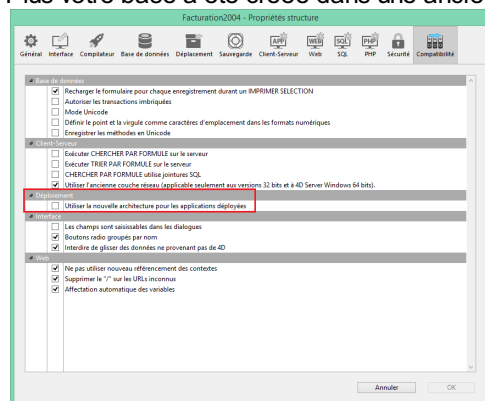 Plus votre base a été créée dans une ancie
Facturation2004 - Propriétés structure
Général Interface Compilateur Base de données Déplacement Sauvegarde Client-Serveur Web SQL PHP Sécurité Compatibilité
Base de données
Recharger le formulaire pour chaque enregistrement durant un IMPRIMER SELECTION
Autoriser les transactions imbriquées
Mode Unicode
Définir le point et la virgule comme caractères d'emplacement dans les formats numériques
Enregistrer les méthodes en Unicode
Client-Serveur
Exécuter CHERCHER PAR FORMULE sur le serveur
Exécuter TRIER PAR FORMULE sur le serveur
CHERCHER PAR FORMULE utilise jointures SQL
Utiliser l'ancienne couche réseau (applicable seulement aux versions 32 bits et à 4D Server Windows 64 bits).
Déploiement
Utiliser la nouvelle architecture pour les applications déployées
Interface
Les champs sont saisissables dans les dialogues
Boutons radio groupés par nom
Interdire de glisser des données ne provenant pas de 4D
Web
Ne pas utiliser nouveau référencement des contextes
Supprimer le "/" sur les URLs inconnus
Affectation automatique des variables
Annuler OK